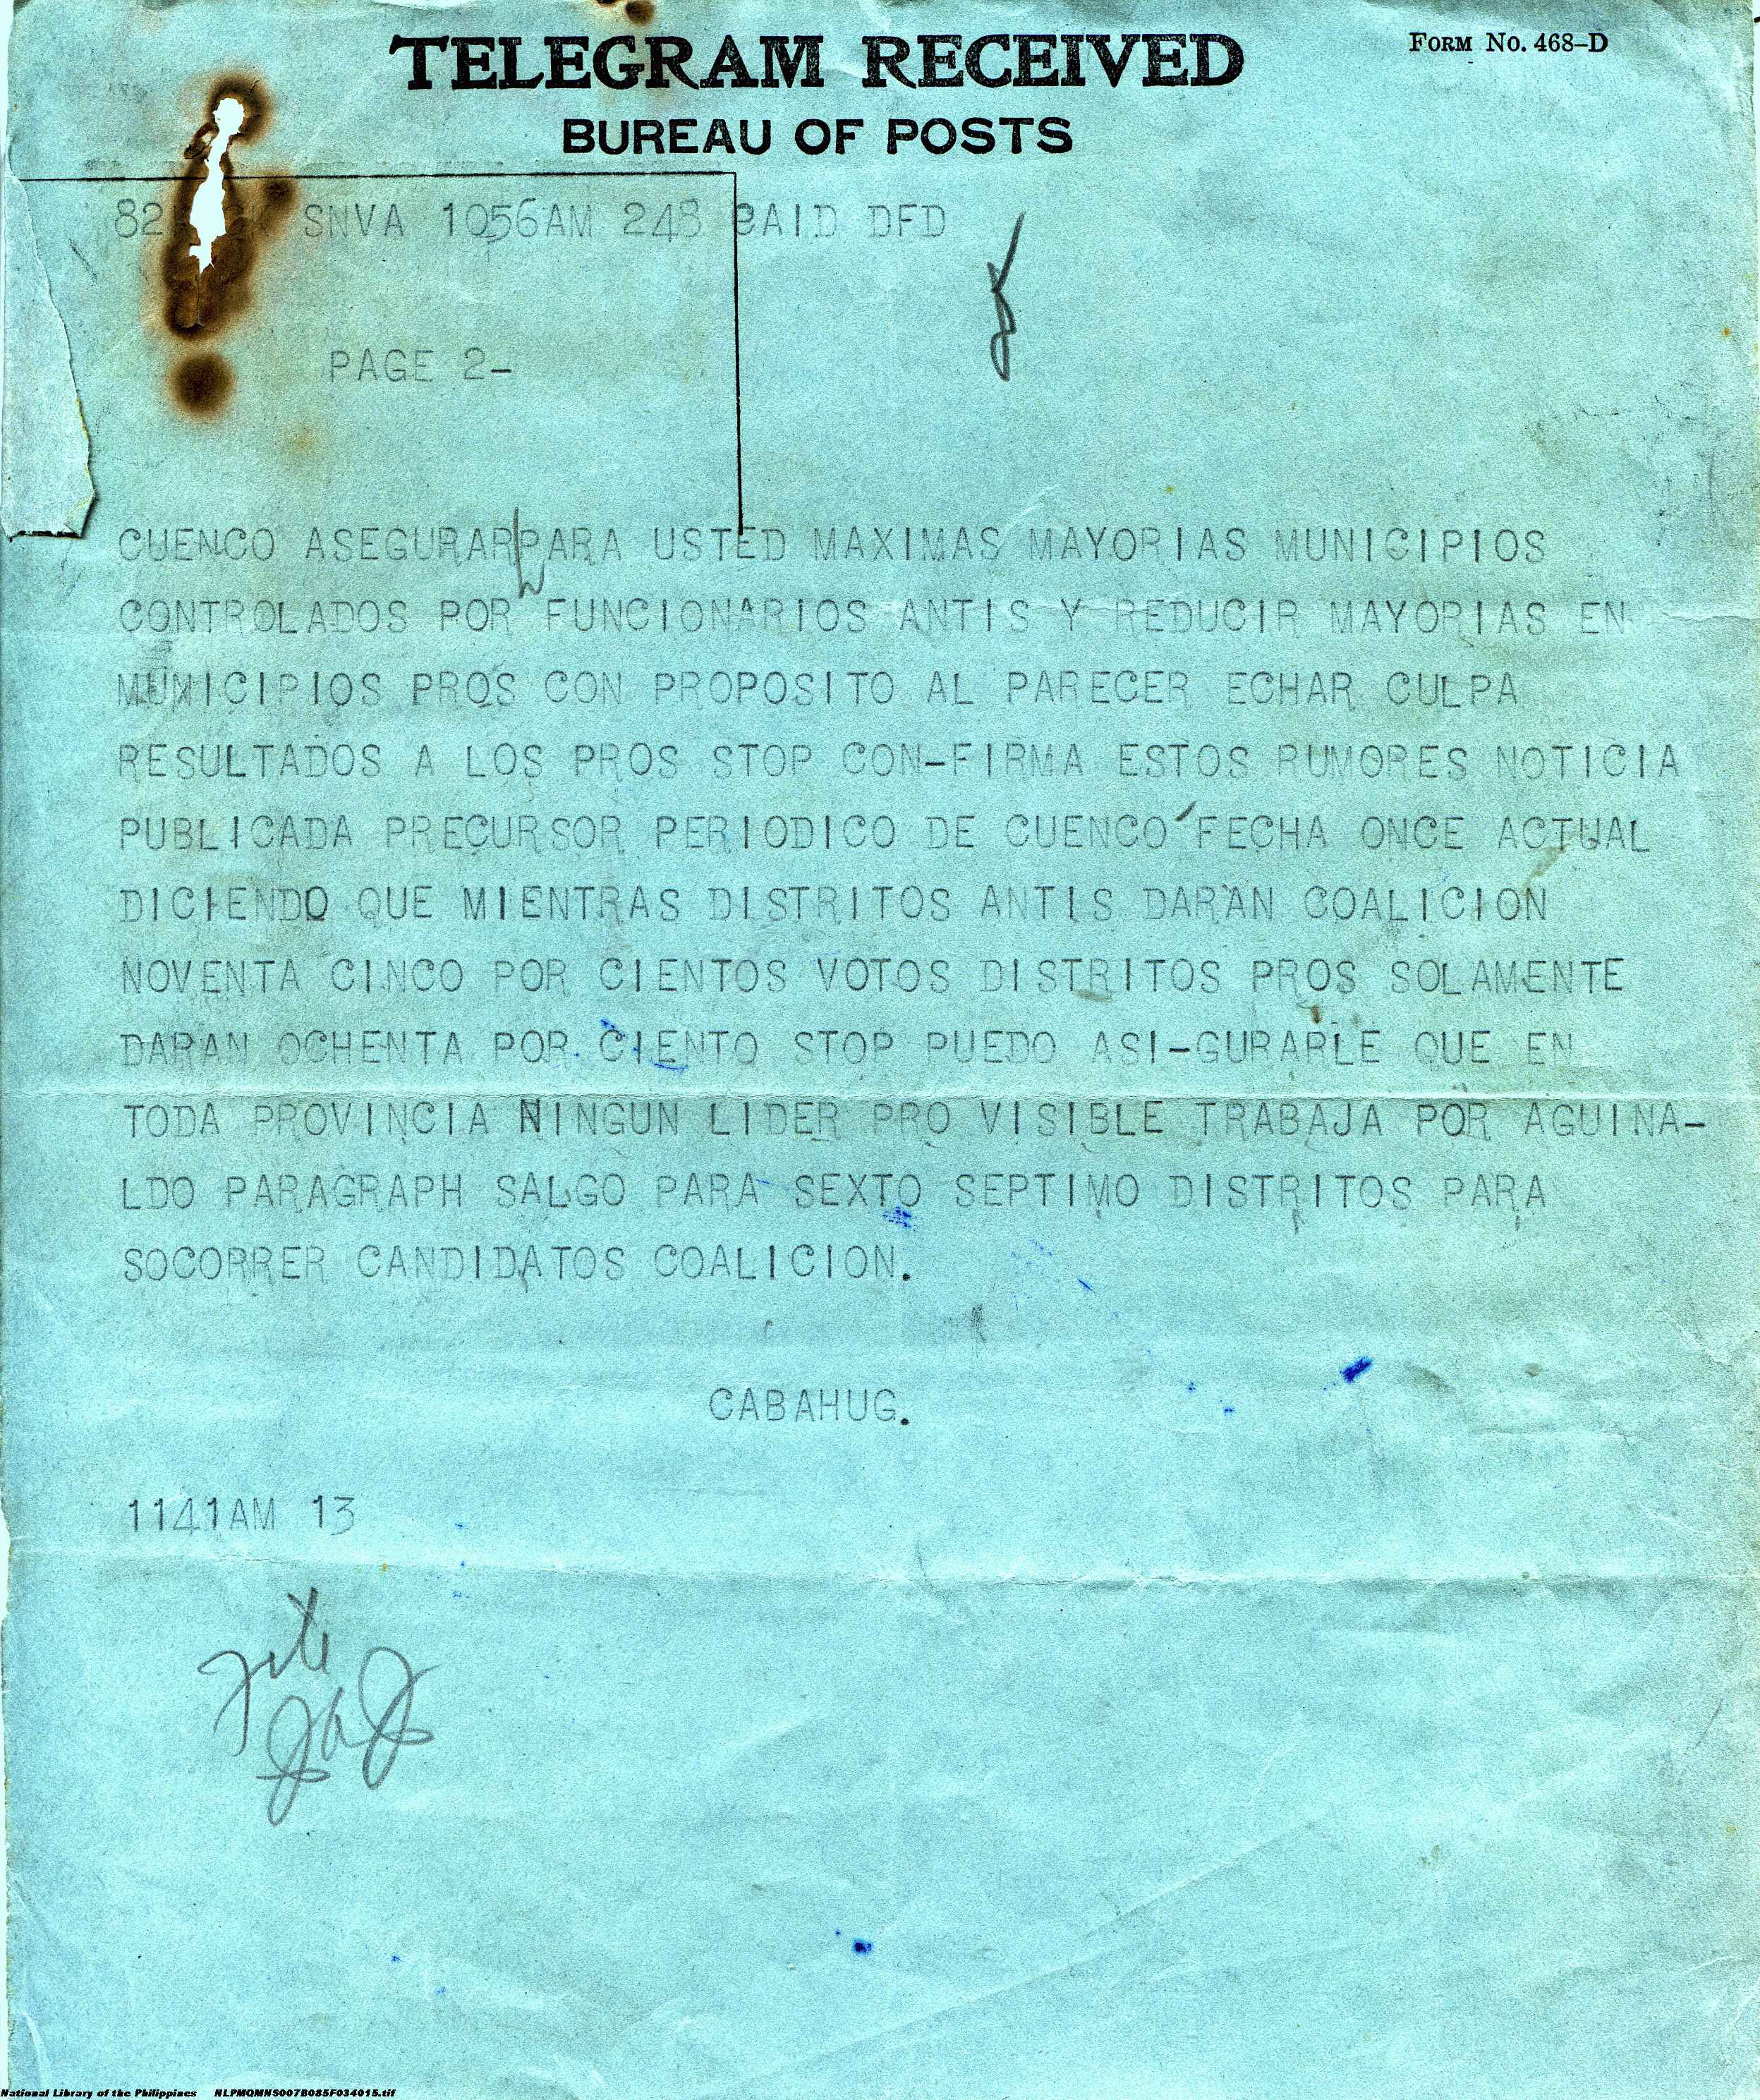 TELEGRAM RECEIVED
FORM NO. 468-D
BUREAU OF POSTS
82 SNVA 1056AM 248 PAID DFD
PAGE 2-
CUENCO ASEGURAR PARA USTED MAXIMAS MAYORIAS MUNICIPIOS
CONTROLADOS POR FUNCIONARIOS ANTIS Y REDUCIR MAYORIAS EN
MUNICIPIOS PROS CON PROPOSITO AL PARECER ECHAR CULPA
RESULTADOS A LOS PROS STOP CON-FIRMA ESTOS RUMORES NOTICIA
PUBLICADA PRECURSOR PERIODICO DE CUENCO FECHA ONCE ACTUAL
DICIENDO QUE MIENTRAS DISTRITOS ANTIS DARAN COALICION
NOVENTA CINCO POR CIENTOS VOTOS DISTRITOS PROS SOLAMENTE
DARAN OCHENTA POR CIENTO STOP PUEDO ASI-GURARLE QUE EN
TODA PROVINCIA NINGUN LIDER PRO VISIBLE TRABAJA POR AGUINA-
LDO PARAGRAPH SALGO PARA SEXTO SEPTIMO DISTRITOS PARA
SOCORRER CANDIDATOS COALICION.
CABAHUG.
1141AM 13
National Library of the Philippines NLPMQMNS007B085F034015.tif